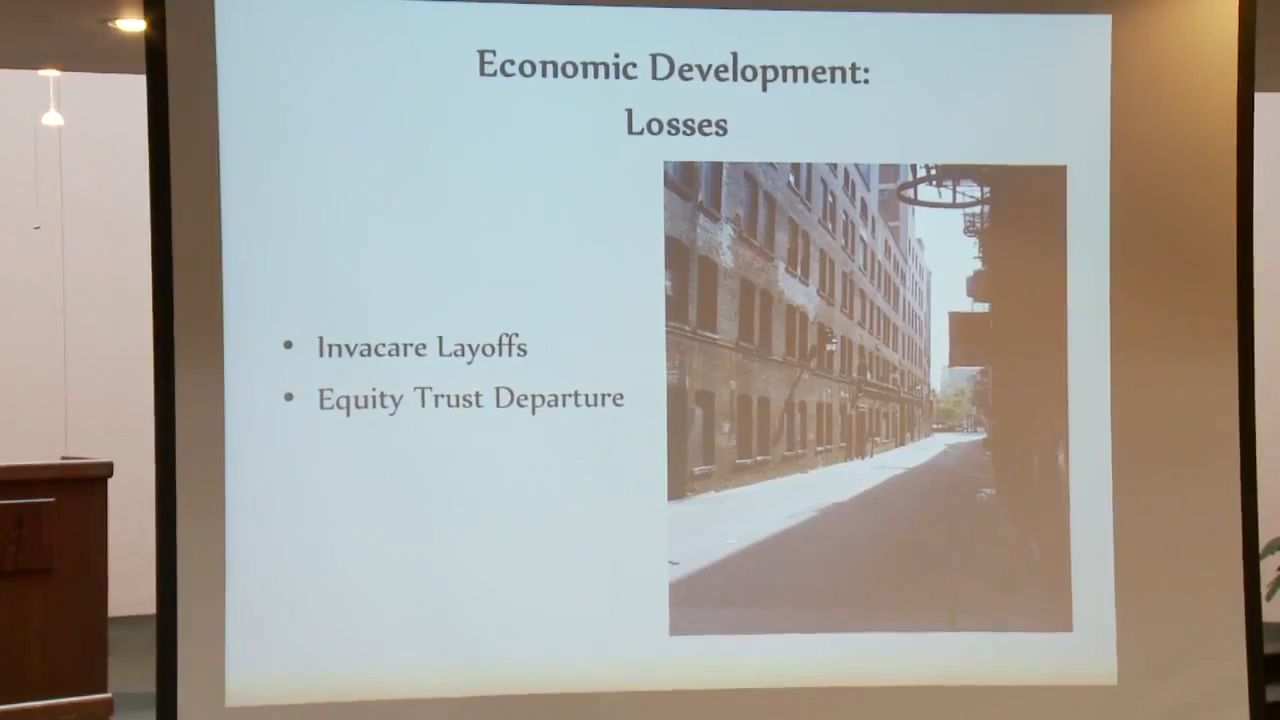 Economic Development:
Losses
• Invacare Layoffs
• Equity Trust Departure